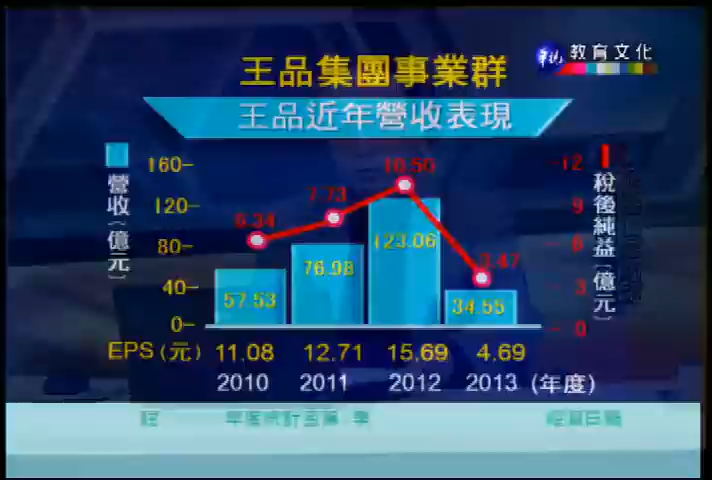 華視 教育文化
王品集團事業群
王品近年營收表現
營收(億元)
160
120
80
40
0
12
9
6
3
0
稅後純益(億元)
6.34
7.73
10.50
3.47
57.53
76.98
123.06
34.55
EPS(元) 11.08 12.71 15.69 4.69
2010 2011 2012 2013 (年度)